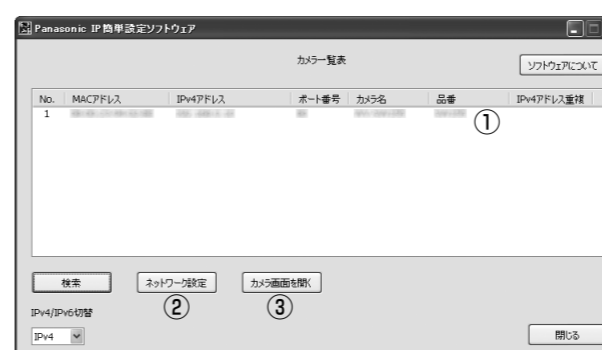 Panasonic IP簡単設定ソフトウェア
カメラ一覧表
ソフトウェアについて
No. MACアドレス IPv4アドレス ポート番号 カメラ名 品番 IPv4アドレス重複
1
①
検索 ネットワーク設定 カメラ画面を開く
② ③
IPv4/IPv6切替
IPv4 閉じる